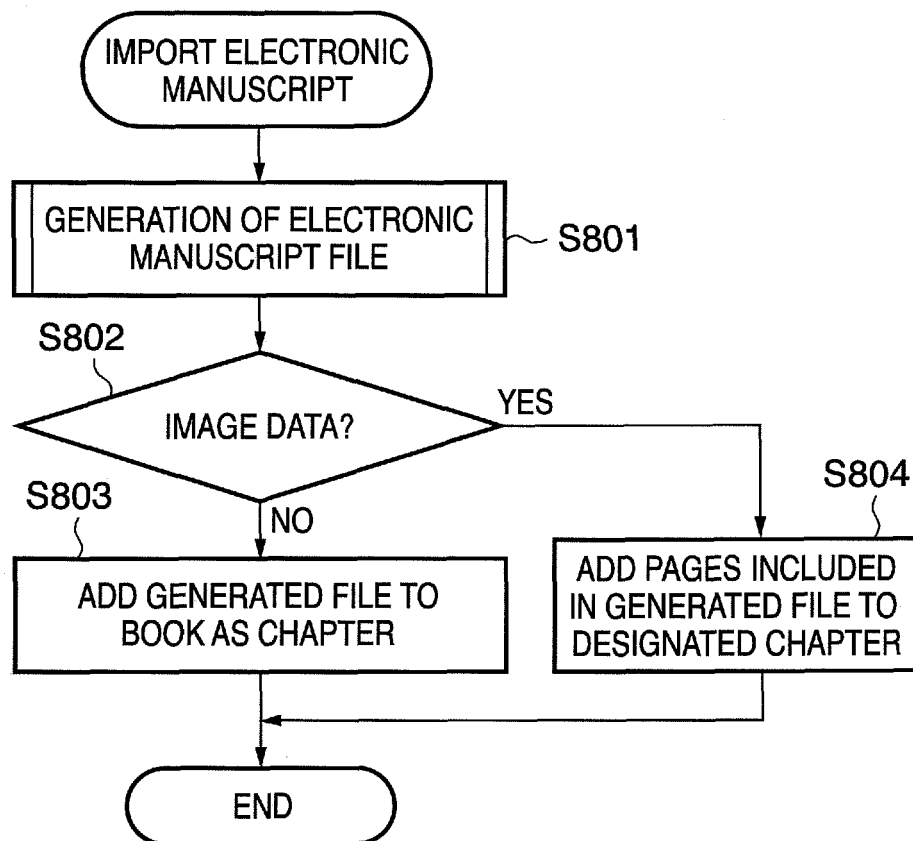 IMPORT ELECTRONIC
MANUSCRIPT
GENERATION OF ELECTRONIC
MANUSCRIPT FILE
S801
S802
IMAGE DATA?
YES
NO
S803
ADD GENERATED FILE TO
BOOK AS CHAPTER
S804
ADD PAGES INCLUDED
IN GENERATED FILE TO
DESIGNATED CHAPTER
END